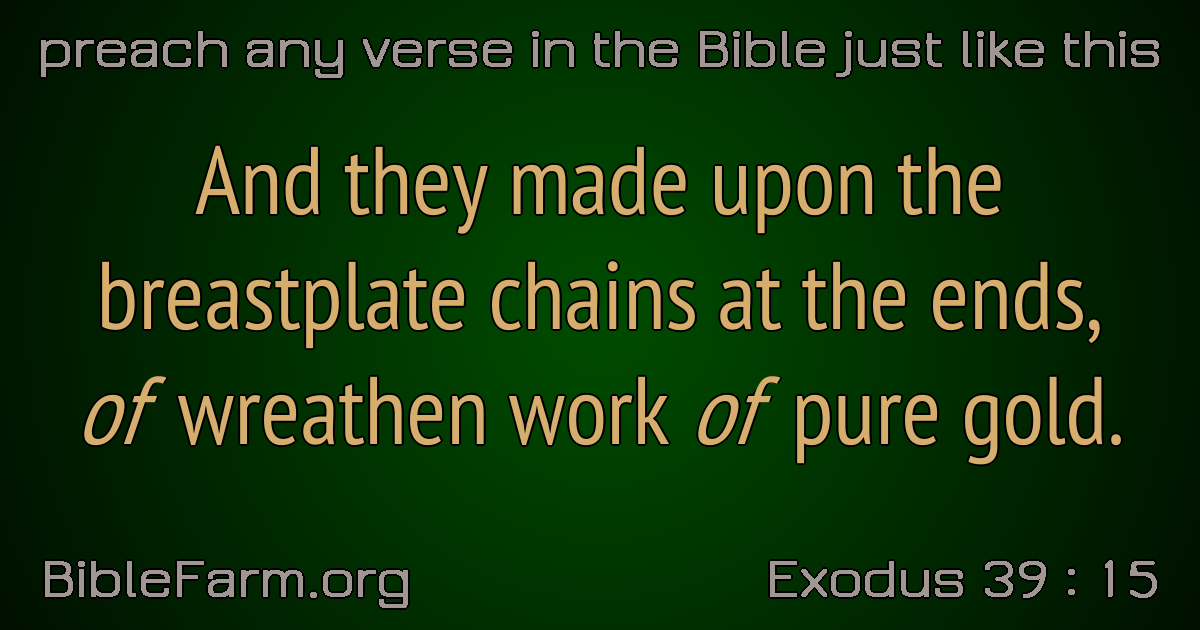 preach any verse in the Bible just like this
And they made upon the
breastplate chains at the ends,
of wreathen work of pure gold.
BibleFarm.org
Exodus 39 : 15